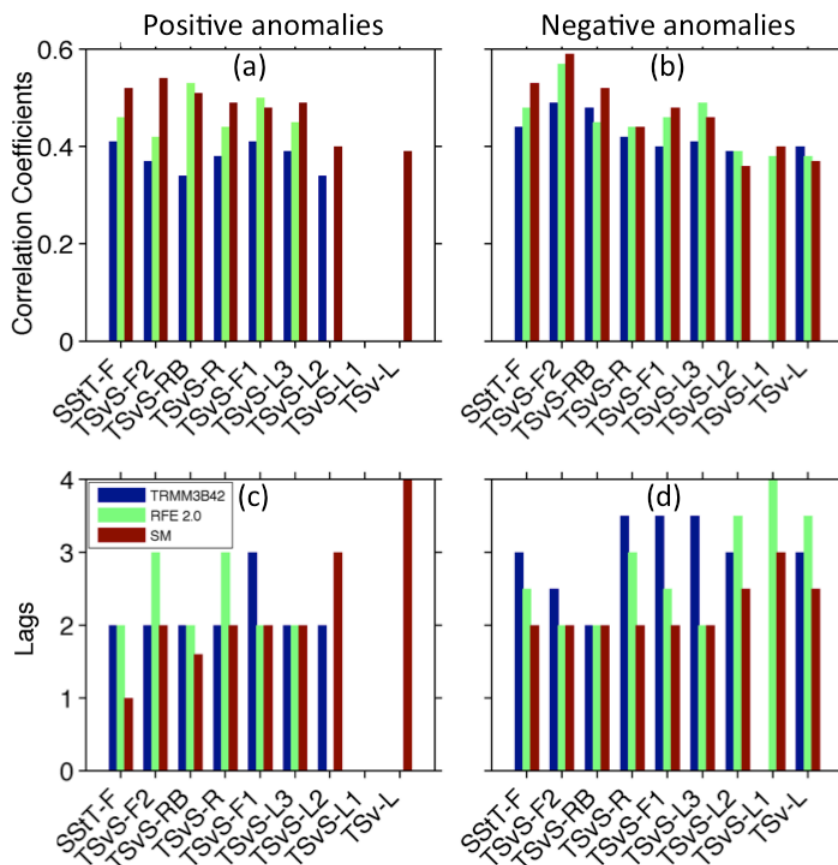 Positive anomalies
Negative anomalies
(a)
(b)
Correlation Coefficients
0.6
0.4
0.2
0
SStT-F
TSvS-F2
TSvS-RB
TSvS-R
TSvS-F1
TSvS-L3
TSvS-L2
TSvS-L1
TSv-L
SStT-F
TSvS-F2
TSvS-RB
TSvS-R
TSvS-F1
TSvS-L3
TSvS-L2
TSvS-L1
TSv-L
(c)
(d)
TRMM3B42
RFE 2.0
SM
Lags
4
3
2
1
0
SStT-F
TSvS-F2
TSvS-RB
TSvS-R
TSvS-F1
TSvS-L3
TSvS-L2
TSvS-L1
TSv-L
SStT-F
TSvS-F2
TSvS-RB
TSvS-R
TSvS-F1
TSvS-L3
TSvS-L2
TSvS-L1
TSv-L